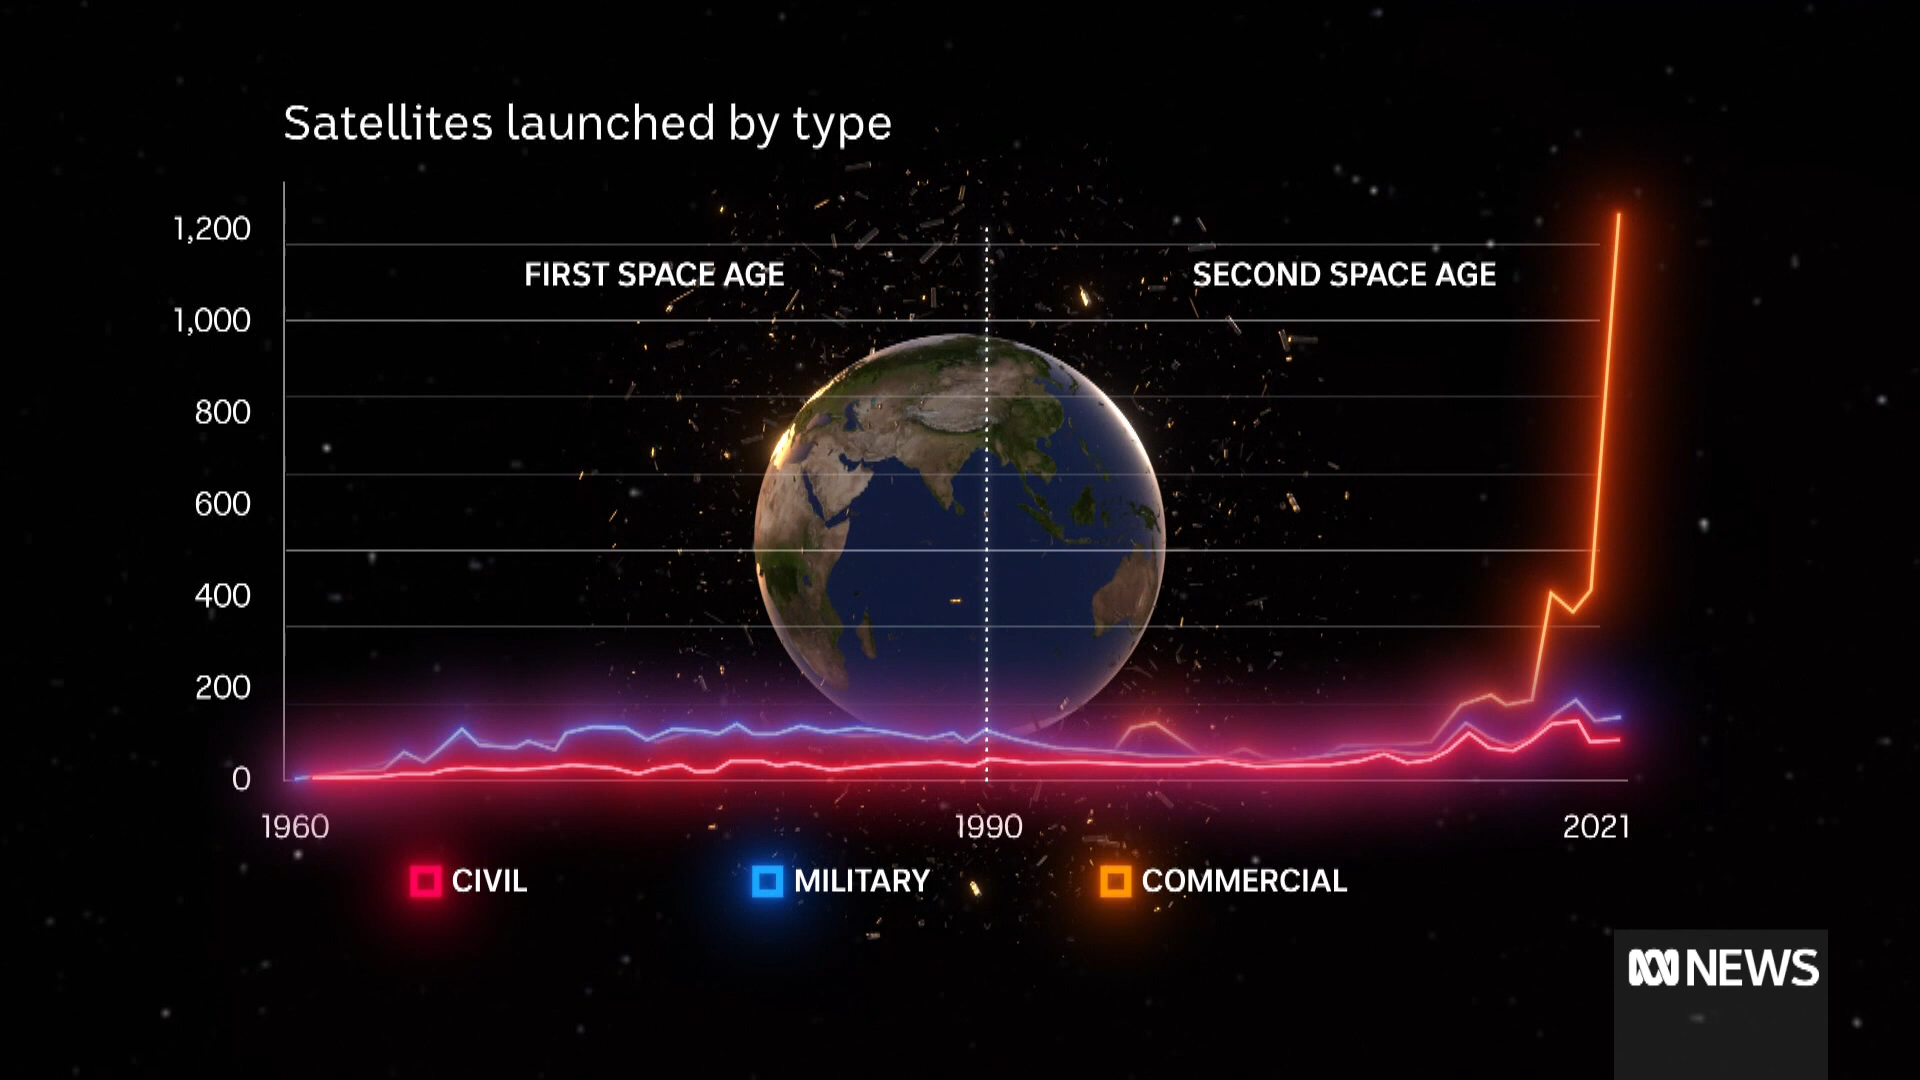 Satellites launched by type
1,200
FIRST SPACE AGE
SECOND SPACE AGE
1,000
800
600
400
200
0
1960
1990
2021
CIVIL
MILITARY
COMMERCIAL
NEWS